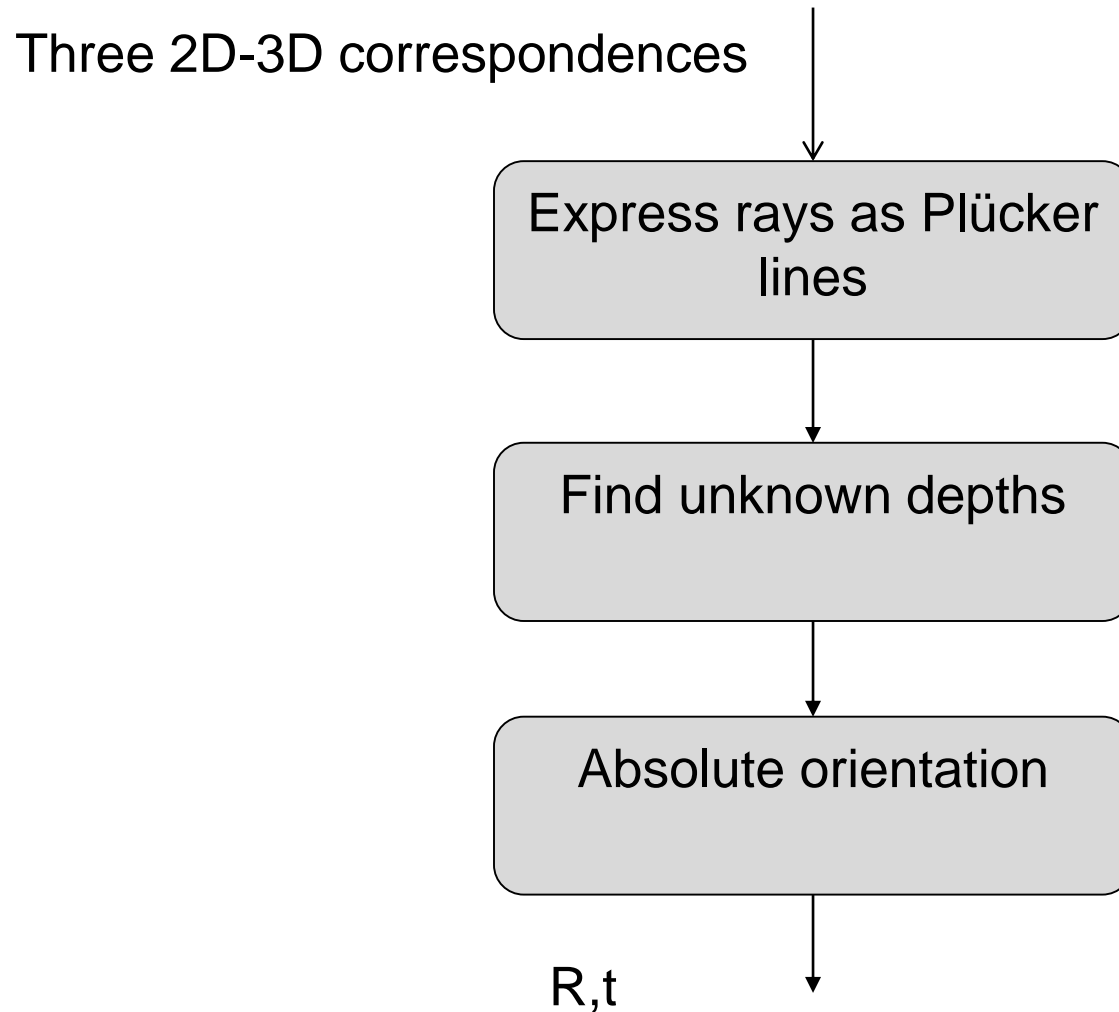 Three 2D-3D correspondences
Express rays as Plücker
lines
Find unknown depths
Absolute orientation
R,t